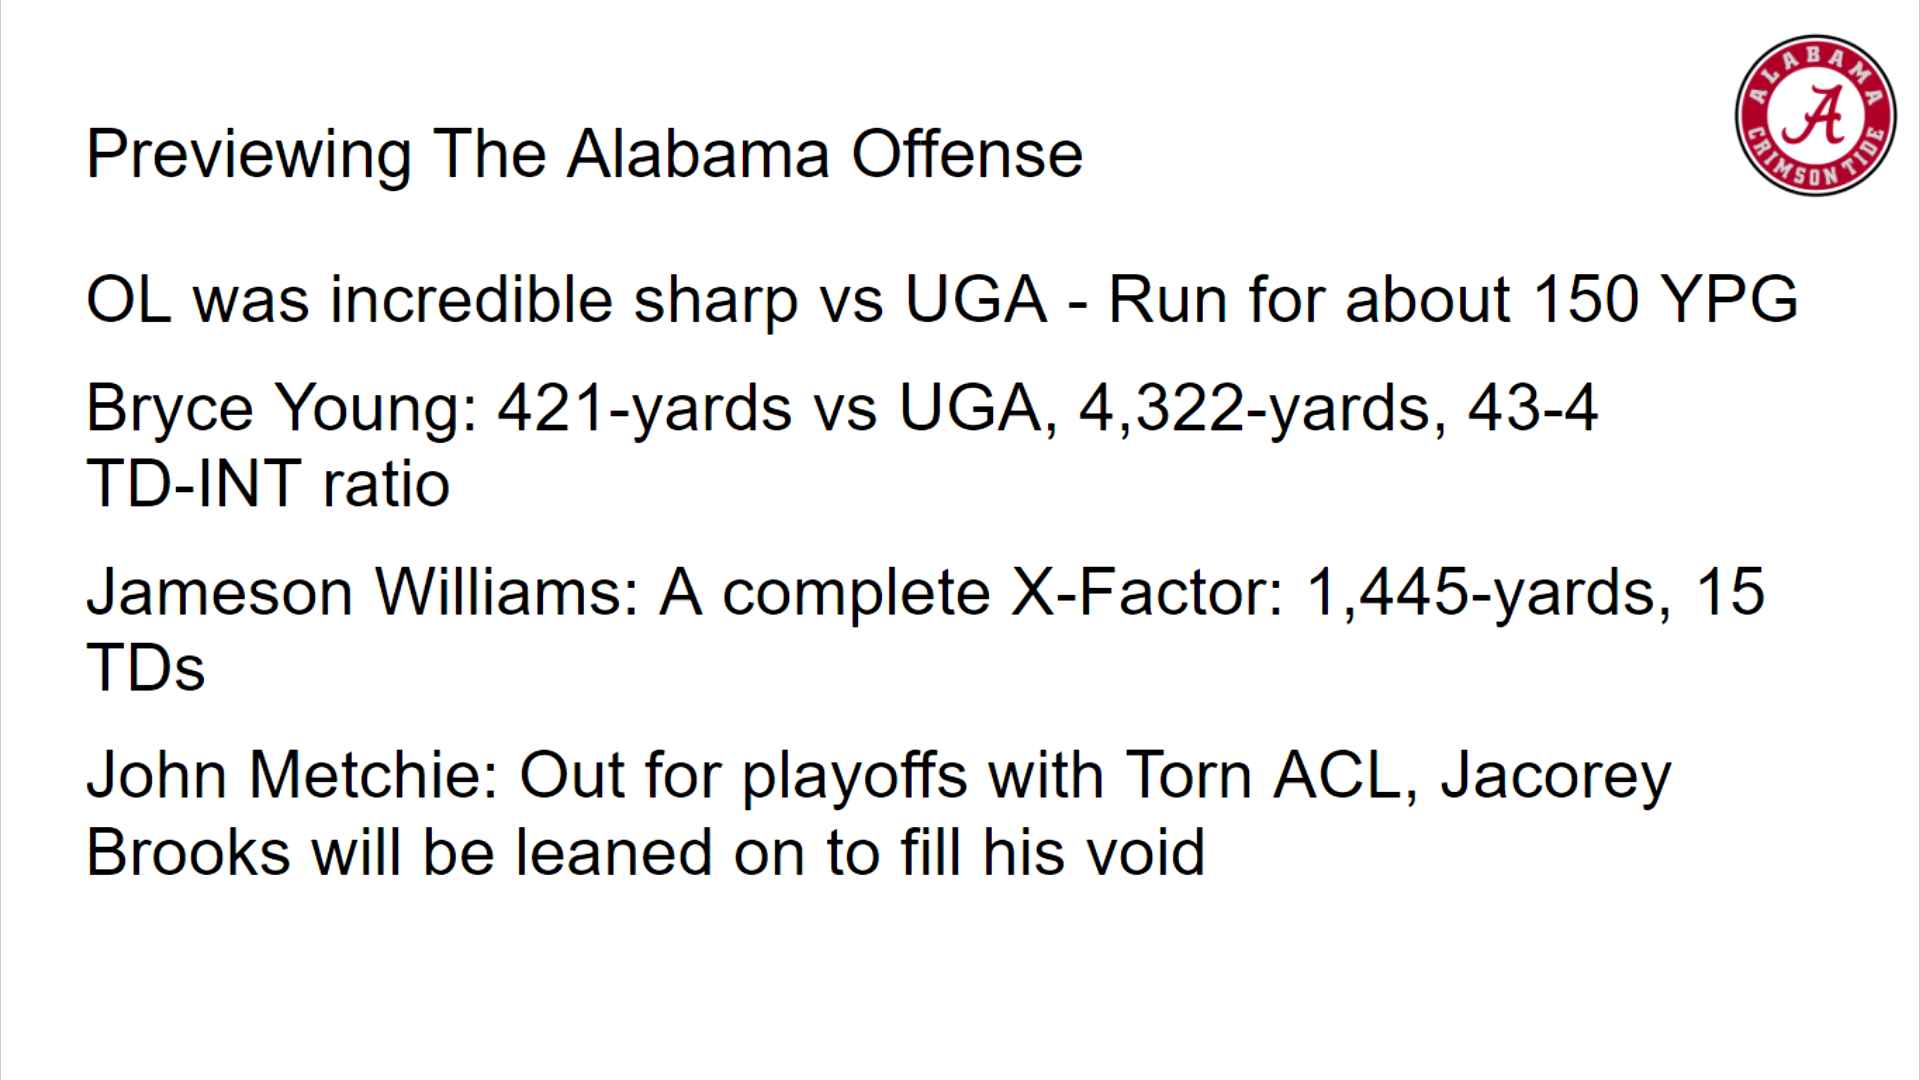 ALABAMA
A
CRIMSON TIDE
Previewing The Alabama Offense
OL was incredible sharp vs UGA - Run for about 150 YPG
Bryce Young: 421-yards vs UGA, 4,322-yards, 43-4
TD-INT ratio
Jameson Williams: A complete X-Factor: 1,445-yards, 15
TDs
John Metchie: Out for playoffs with Torn ACL, Jacorey
Brooks will be leaned on to fill his void